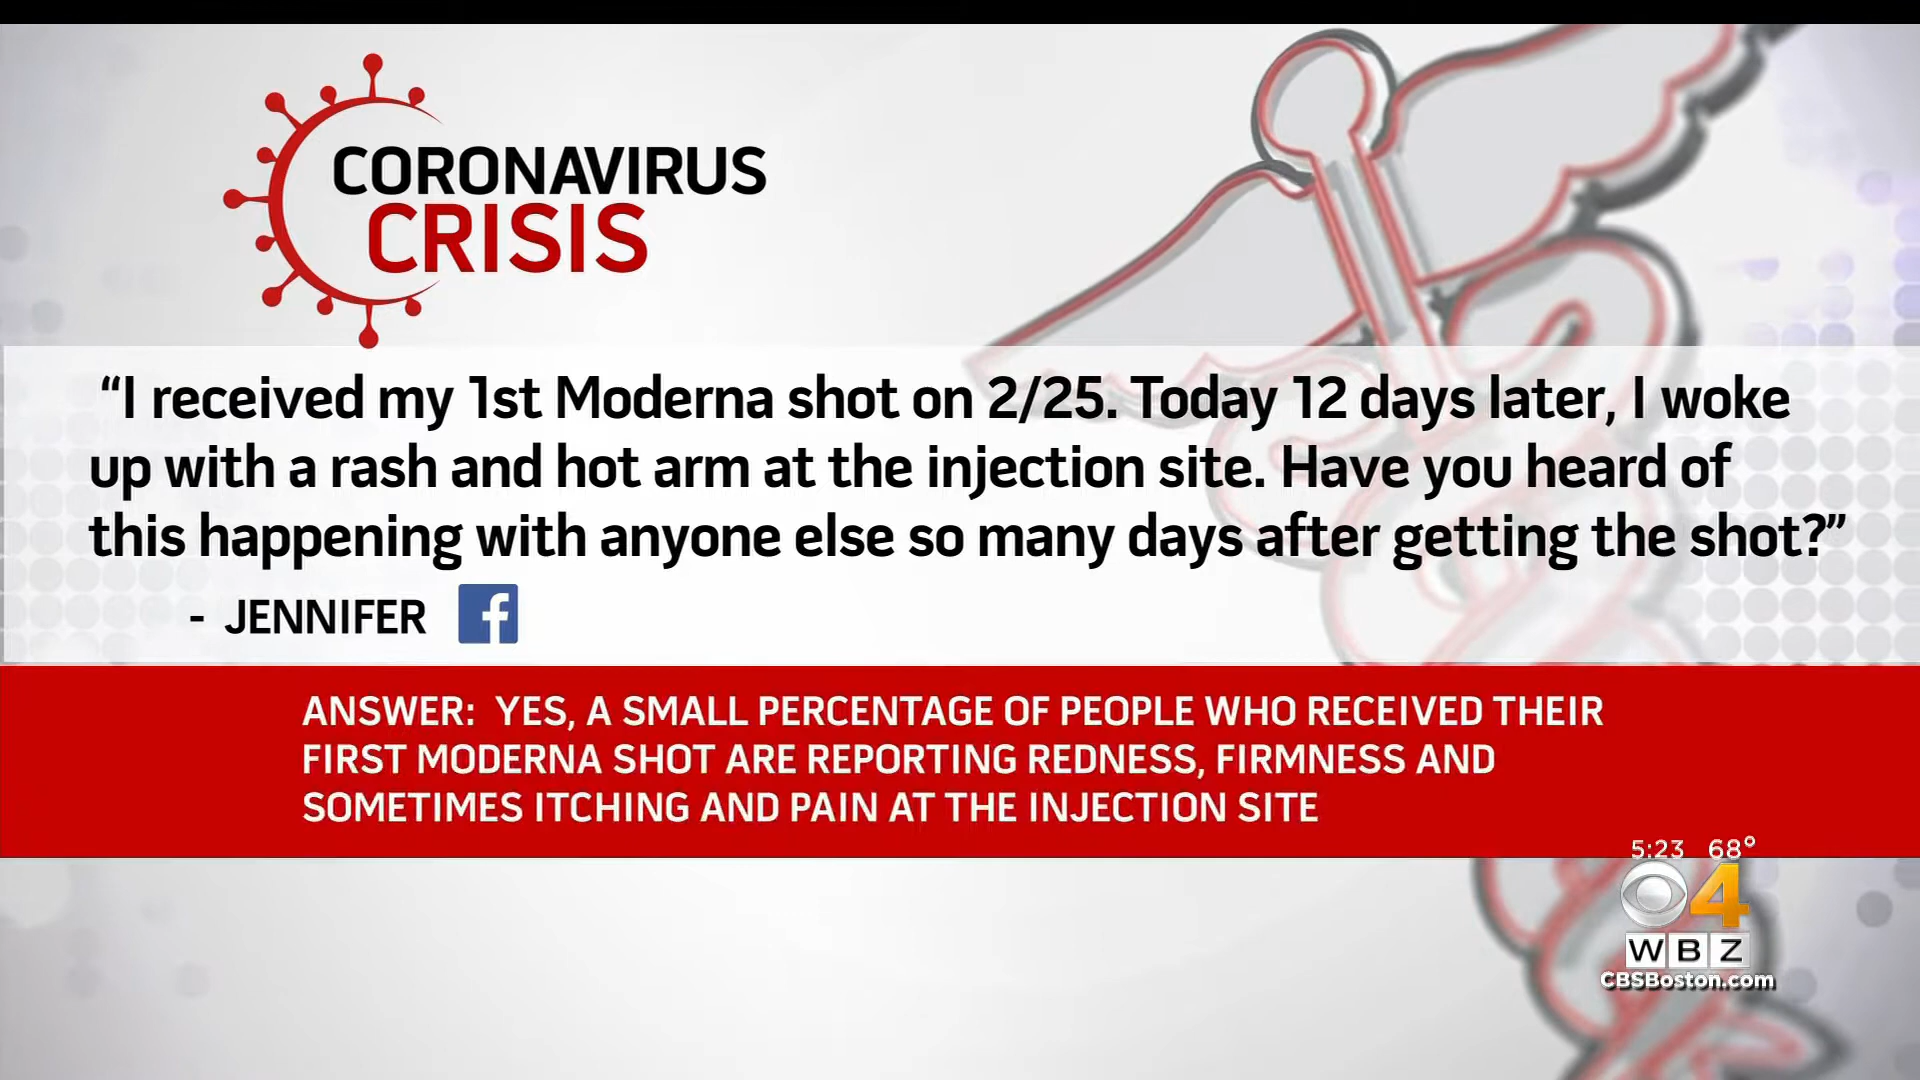 CORONAVIRUS
CRISIS
“I received my 1st Moderna shot on 2/25. Today 12 days later, I woke
up with a rash and hot arm at the injection site. Have you heard of
this happening with anyone else so many days after getting the shot?”
- JENNIFER f
ANSWER: YES, A SMALL PERCENTAGE OF PEOPLE WHO RECEIVED THEIR
FIRST MODERNA SHOT ARE REPORTING REDNESS, FIRMNESS AND
SOMETIMES ITCHING AND PAIN AT THE INJECTION SITE
5:23 68°
4
WBZ
CBSBoston.com